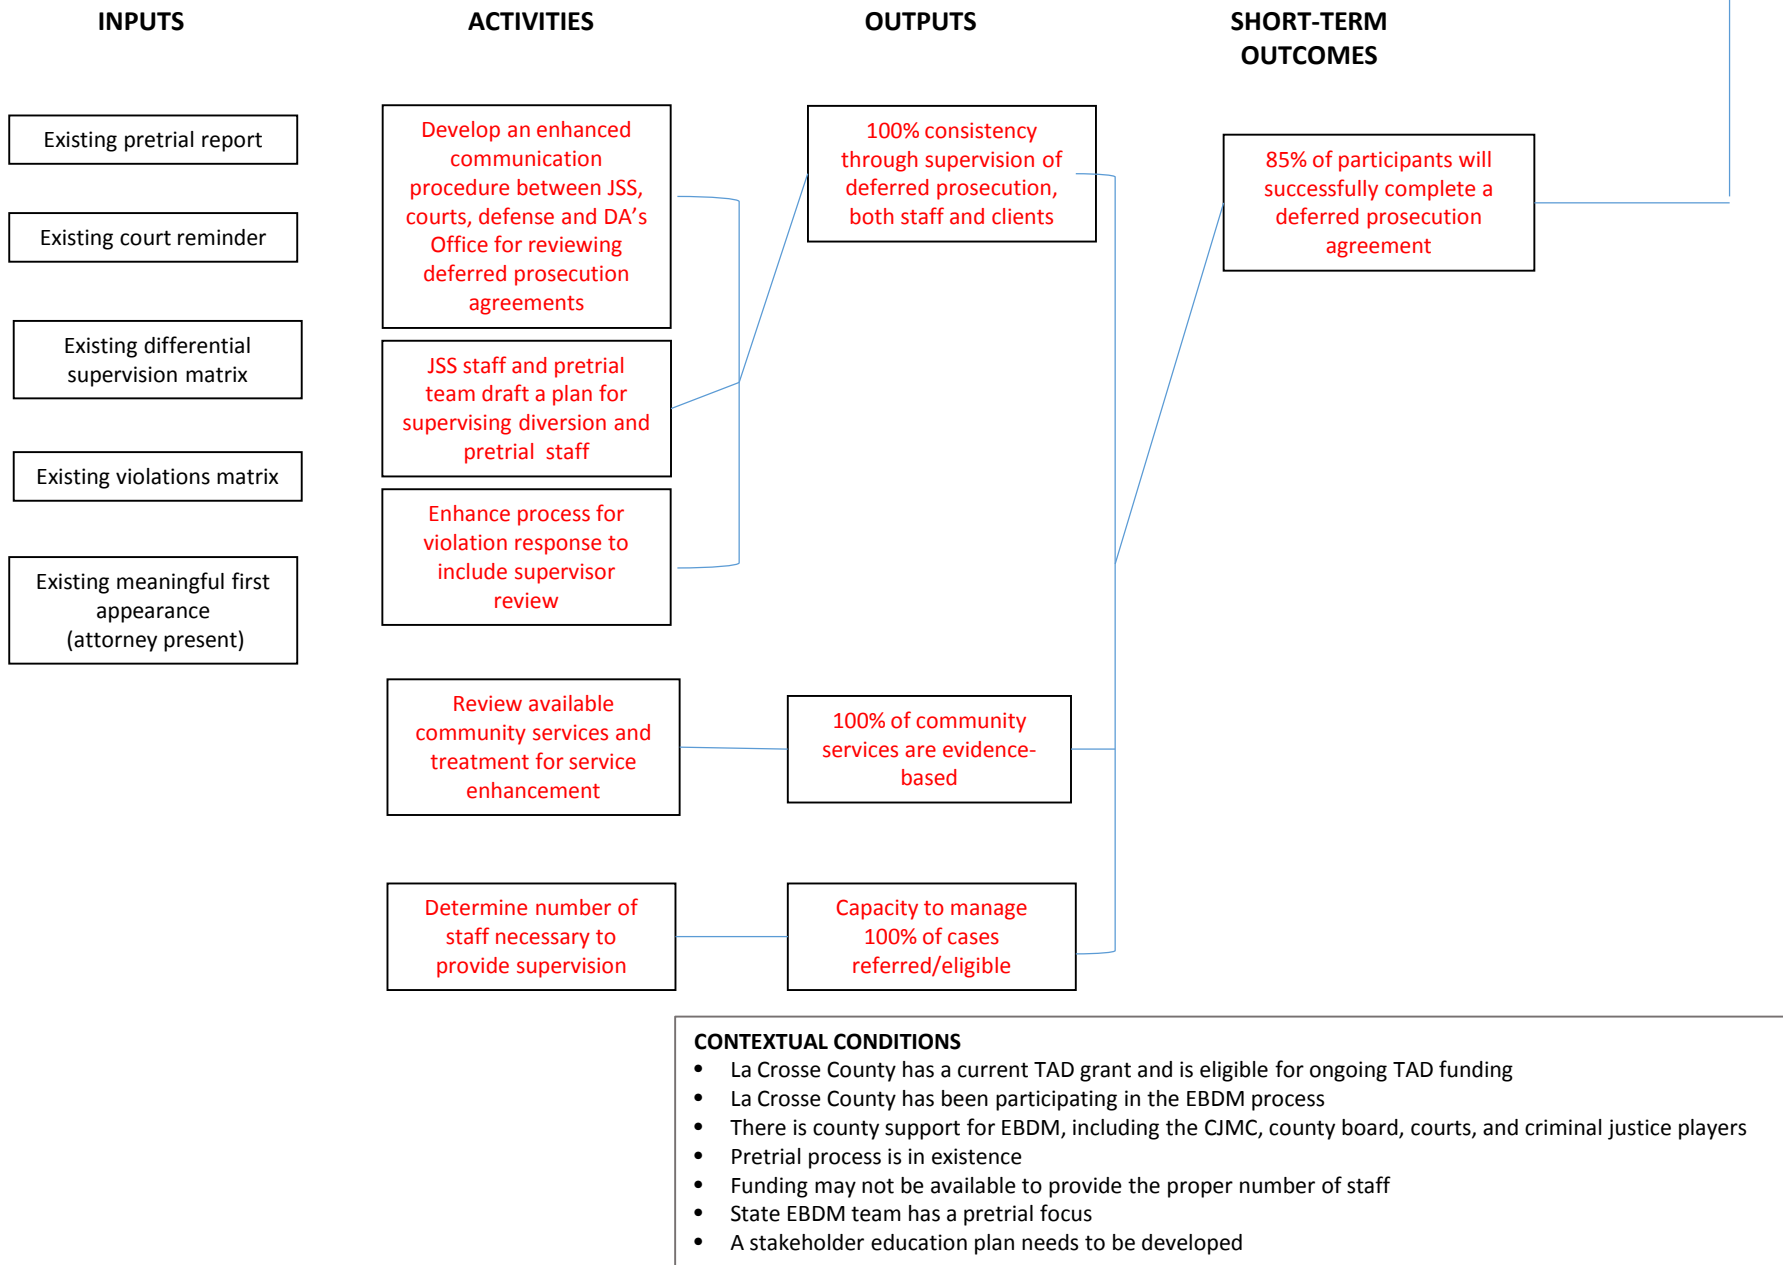 INPUTS
ACTIVITIES
OUTPUTS
SHORT-TERM
OUTCOMES
Existing pretrial report
Existing court reminder
Existing differential
supervision matrix
Existing violations matrix
Existing meaningful first
appearance
(attorney present)
Develop an enhanced
communication
procedure between JSS,
courts, defense and DA’s
Office for reviewing
deferred prosecution
agreements
JSS staff and pretrial
team draft a plan for
supervising diversion and
pretrial staff
Enhance process for
violation response to
include supervisor
review
Review available
community services and
treatment for service
enhancement
Determine number of
staff necessary to
provide supervision
100% consistency
through supervision of
deferred prosecution,
both staff and clients
100% of community
services are evidence-
based
Capacity to manage
100% of cases
referred/eligible
85% of participants will
successfully complete a
deferred prosecution
agreement
CONTEXTUAL CONDITIONS
• La Crosse County has a current TAD grant and is eligible for ongoing TAD funding
• La Crosse County has been participating in the EBDM process
• There is county support for EBDM, including the CJMC, county board, courts, and criminal justice players
• Pretrial process is in existence
• Funding may not be available to provide the proper number of staff
• State EBDM team has a pretrial focus
• A stakeholder education plan needs to be developed